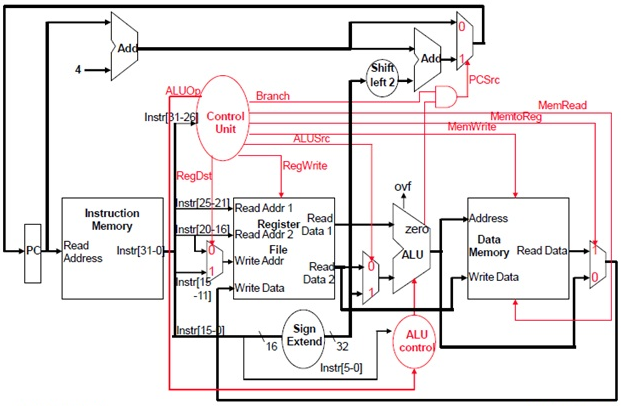 0
Add
Add
4
Shift
left 2
1
PCSrc
ALUOp
Branch
MemRead
Instr[31-26]
Control
Unit
MemtoReg
MemWrite
ALUSrc
RegDst
RegWrite
ovf
Instruction
Memory
Instr[25-21]
Read Addr 1
Register
Read
Data 1
Instr[20-16]
Read Addr 2
File
zero
Address
PC
Read
Address
Instr[31-0]
0
Write Addr
Read
Data 2
0
ALU
Data
Memory
Read Data
1
1
Instr[15
-11]
Write Data
1
Write Data
0
Instr[15-0]
Sign
Extend
16
32
ALU
control
Instr[5-0]